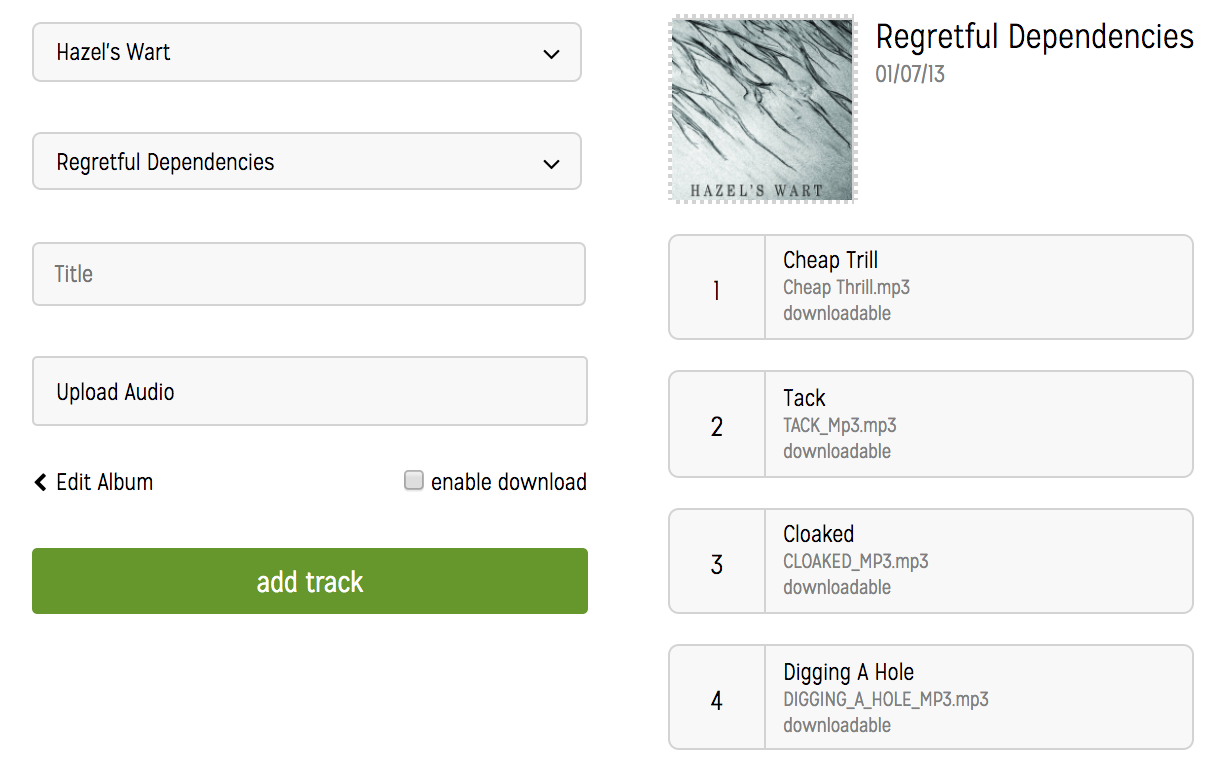 Hazel's Wart
Regretful Dependencies
Title
Upload Audio
Edit Album
enable download
add track
HAZEL'S WART
Regretful Dependencies
01/07/13
1
Cheap Trill
Cheap Thrill.mp3
downloadable
2
Tack
TACK_Mp3.mp3
downloadable
3
Cloaked
CLOAKED_MP3.mp3
downloadable
4
Digging A Hole
DIGGING_A_HOLE_MP3.mp3
downloadable